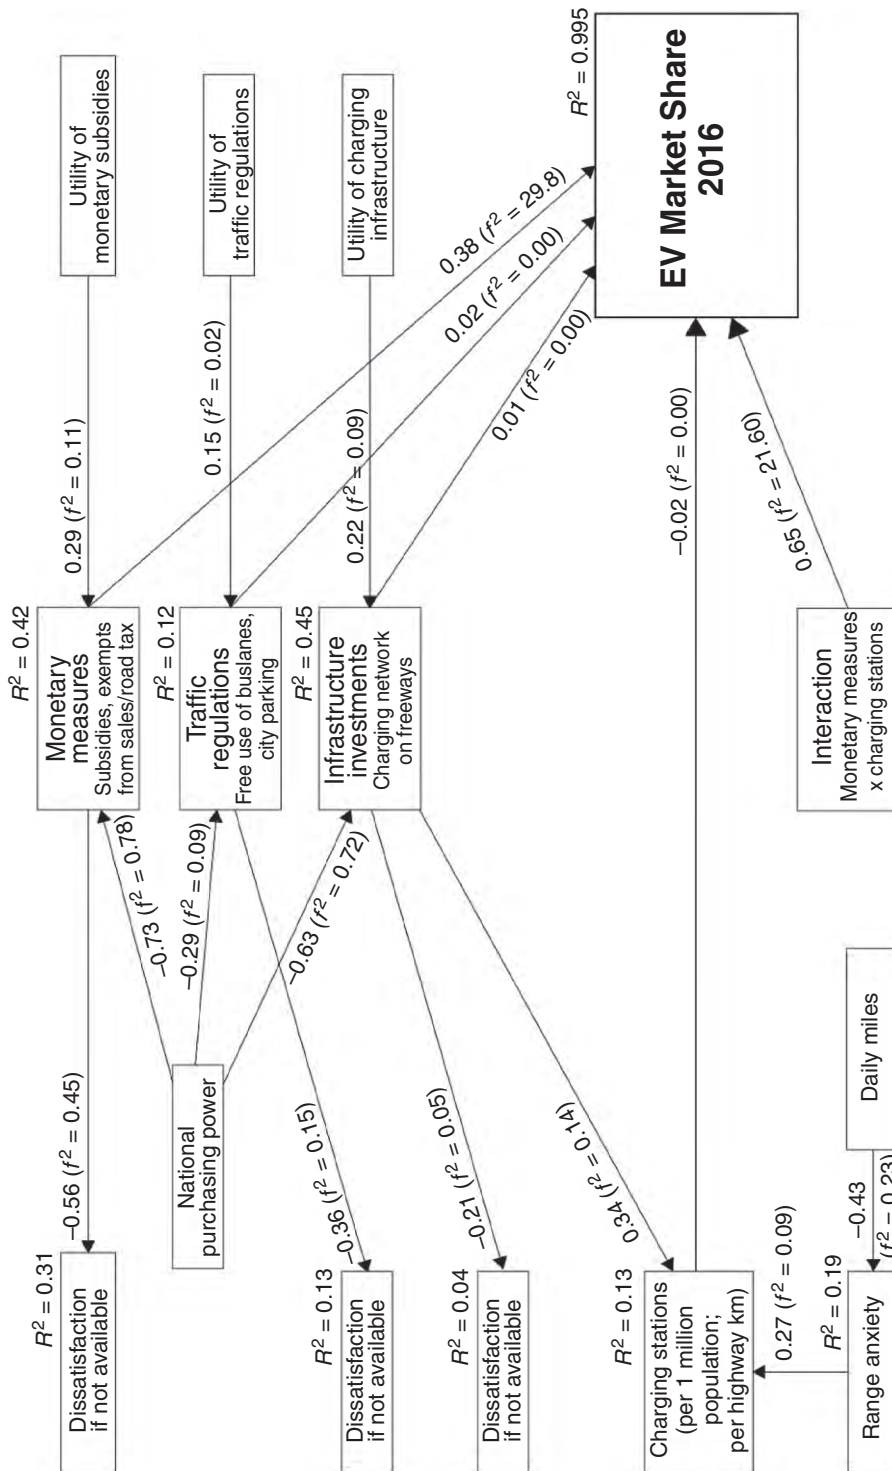 R² = 0.31
Dissatisfaction
if not available
–0.56 (f² = 0.45)
R² = 0.42
Monetary
measures
Subsidies, exempts
from sales/road tax
0.29 (f² = 0.11)
Utility of
monetary subsidies
National
purchasing power
–0.73 (f² = 0.78)
–0.29 (f² = 0.09)
–0.63 (f² = 0.72)
R² = 0.12
Traffic
regulations
Free use of buslanes,
city parking
0.15 (f² = 0.02)
Utility of
traffic regulations
R² = 0.13
Dissatisfaction
if not available
–0.36 (f² = 0.15)
R² = 0.45
Infrastructure
investments
Charging network
on freeways
0.22 (f² = 0.09)
Utility of charging
infrastructure
R² = 0.04
Dissatisfaction
if not available
–0.21 (f² = 0.05)
0.38 (f² = 29.8)
0.02 (f² = 0.00)
0.01 (f² = 0.00)
R² = 0.995
EV Market Share
2016
R² = 0.13
Charging stations
(per 1 million
population;
per highway km)
0.34 (f² = 0.14)
–0.02 (f² = 0.00)
0.27 (f² = 0.09)
0.65 (f² = 21.60)
Interaction
Monetary measures
x charging stations
R² = 0.19
Range anxiety
–0.43
Daily miles